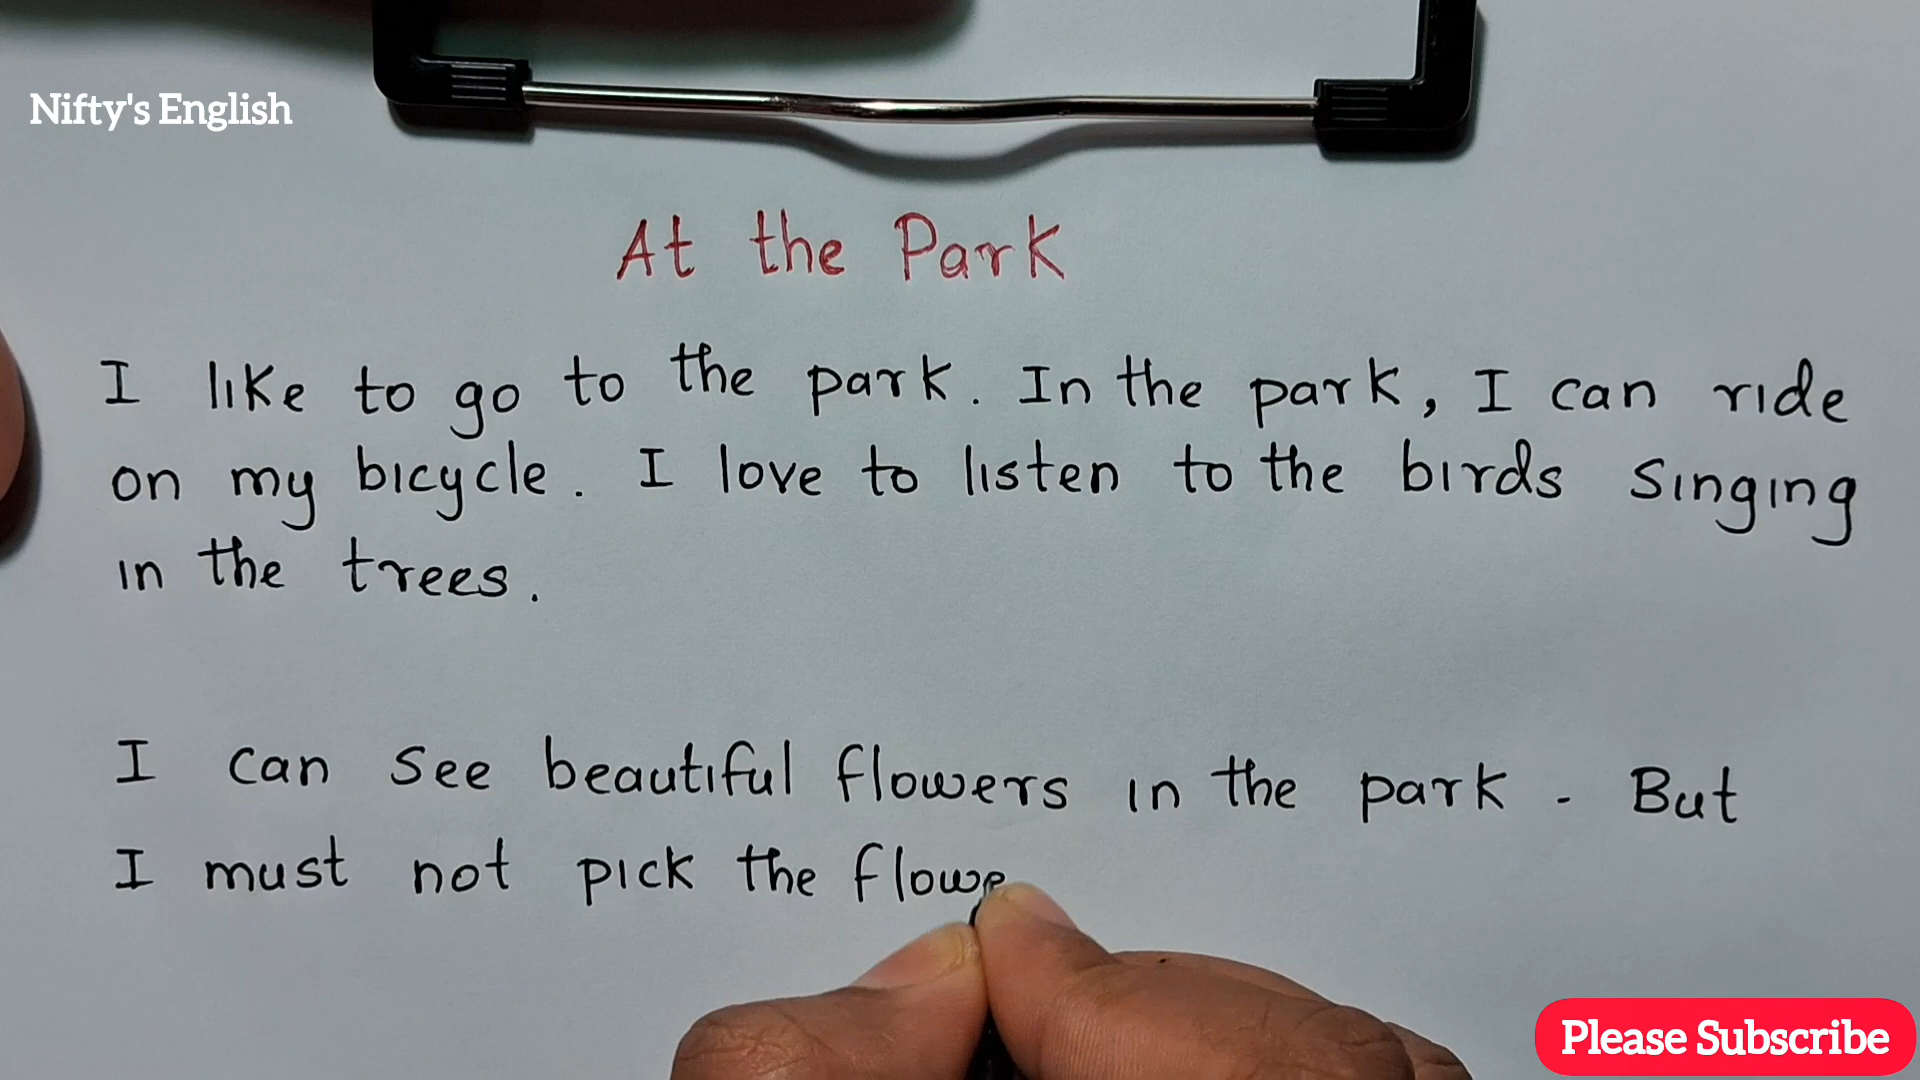 Nifty's English
At the Park
I like to go to the park. In the park, I can ride
on my bicycle. I love to listen to the birds singing
in the trees.
I can see beautiful flowers in the park. But
I must not pick the flowe
Please Subscribe